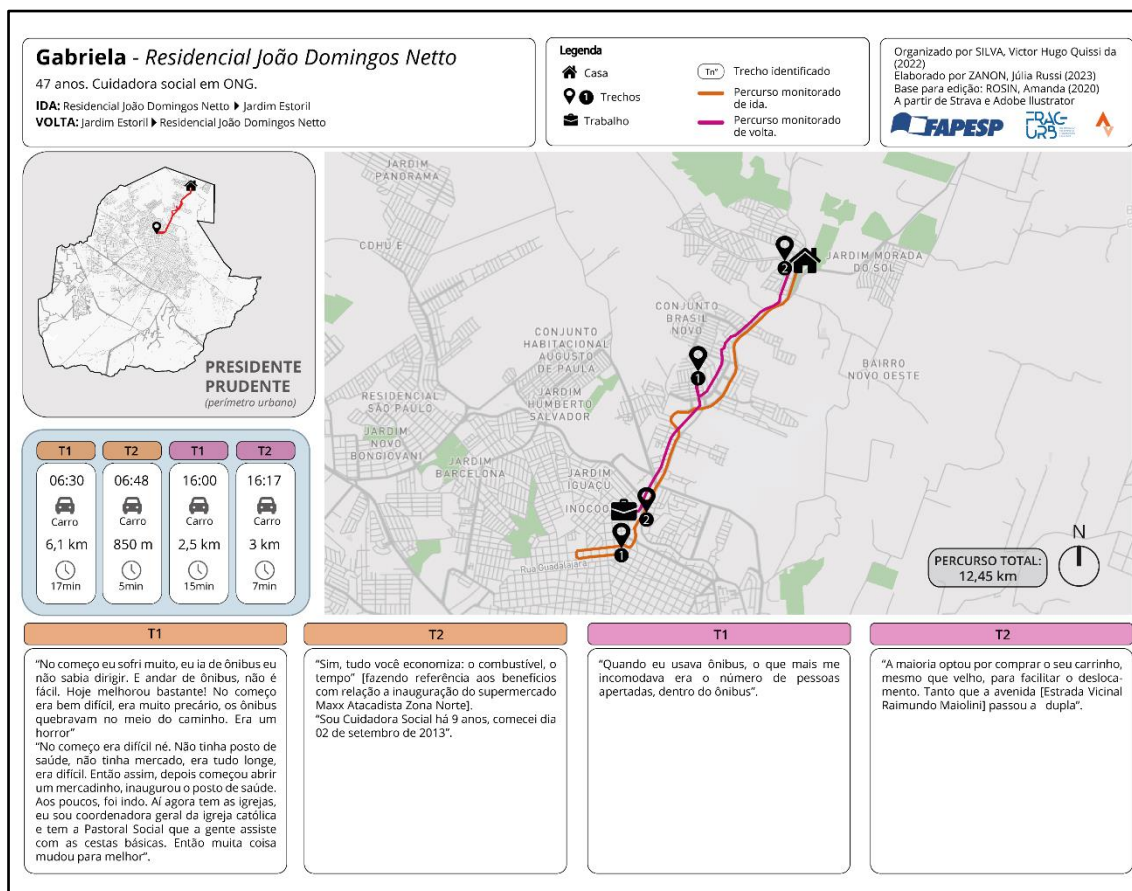 Gabriela - Residencial João Domingos Netto
47 anos. Cuidadora social em ONG.
IDA: Residencial João Domingos Netto ▶ Jardim Estoril
VOLTA: Jardim Estoril ▶ Residencial João Domingos Netto
Legenda
Casa
1 Trechos
Trabalho
Tnº Trecho identificado
Percurso monitorado
de ida.
Percurso monitorado
de volta.
Organizado por SILVA, Victor Hugo Quissi da
(2022)
Elaborado por ZANON, Júlia Russi (2023)
Base para edição: ROSIN, Amanda (2020)
A partir de Strava e Adobe Ilustrator
FAPESP
FRAG-
URB
PRESIDENTE
PRUDENTE
(perímetro urbano)
JARDIM
PANORAMA
CDHU E
JARDIM MORADA
DO SOL
2
CONJUNTO
BRASIL
NOVO
CONJUNTO
HABITACIONAL
AUGUSTO
DE PAULA
1
BAIRRO
NOVO OESTE
RESIDENCIAL
SÃO PAULO
JARDIM
HUMBERTO
SALVADOR
JARDIM
NOVO
BONGIOVANI
JARDIM
BARCELONA
JARDIM
IGUAÇU
INOCOO
2
1
Rua Guadalajara
N
PERCURSO TOTAL:
12,45 km
T1 T2 T1 T2
06:30 06:48 16:00 16:17
Carro Carro Carro Carro
6,1 km 850 m 2,5 km 3 km
17min 5min 15min 7min
T1
“No começo eu sofri muito, eu ia de ônibus eu
não sabia dirigir. E andar de ônibus, não é
fácil. Hoje melhorou bastante! No começo
era bem difícil, era muito precário, os ônibus
quebravam no meio do caminho. Era um
horror”
“No começo era difícil né. Não tinha posto de
saúde, não tinha mercado, era tudo longe,
era difícil. Então assim, depois começou abrir
um mercadinho, inaugurou o posto de saúde.
Aos poucos, foi indo. Aí agora tem as igrejas,
eu sou coordenadora geral da igreja católica
e tem a Pastoral Social que a gente assiste
com as cestas básicas. Então muita coisa
mudou para melhor”.
T2
“Sim, tudo você economiza: o combustível, o
tempo” [fazendo referência aos benefícios
com relação a inauguração do supermercado
Maxx Atacadista Zona Norte].
“Sou Cuidadora Social há 9 anos, comecei dia
02 de setembro de 2013”.
T1
“Quando eu usava ônibus, o que mais me
incomodava era o número de pessoas
apertadas, dentro do ônibus”.
T2
“A maioria optou por comprar o seu carrinho,
mesmo que velho, para facilitar o desloca-
mento. Tanto que a avenida [Estrada Vicinal
Raimundo Maiolini] passou a dupla”.